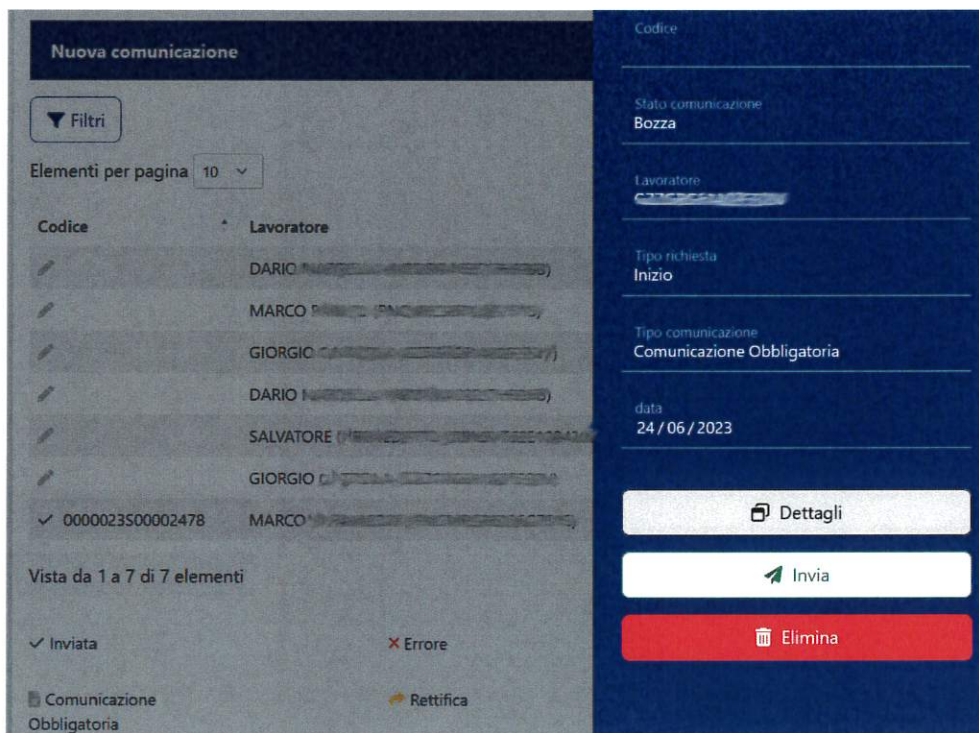 Nuova comunicazione
Filtri
Elementi per pagina 10
Codice Lavoratore
DARIO
MARCO
GIORGIO
DARIO
SALVATORE
GIORGIO
0000023S00002478 MARCO
Vista da 1 a 7 di 7 elementi
Inviata Errore
Comunicazione Rettifica
Obbligatoria
Codice
Stato comunicazione
Bozza
Lavoratore
Tipo richiesta
Inizio
Tipo comunicazione
Comunicazione Obbligatoria
data
24/06/2023
Dettagli
Invia
Elimina